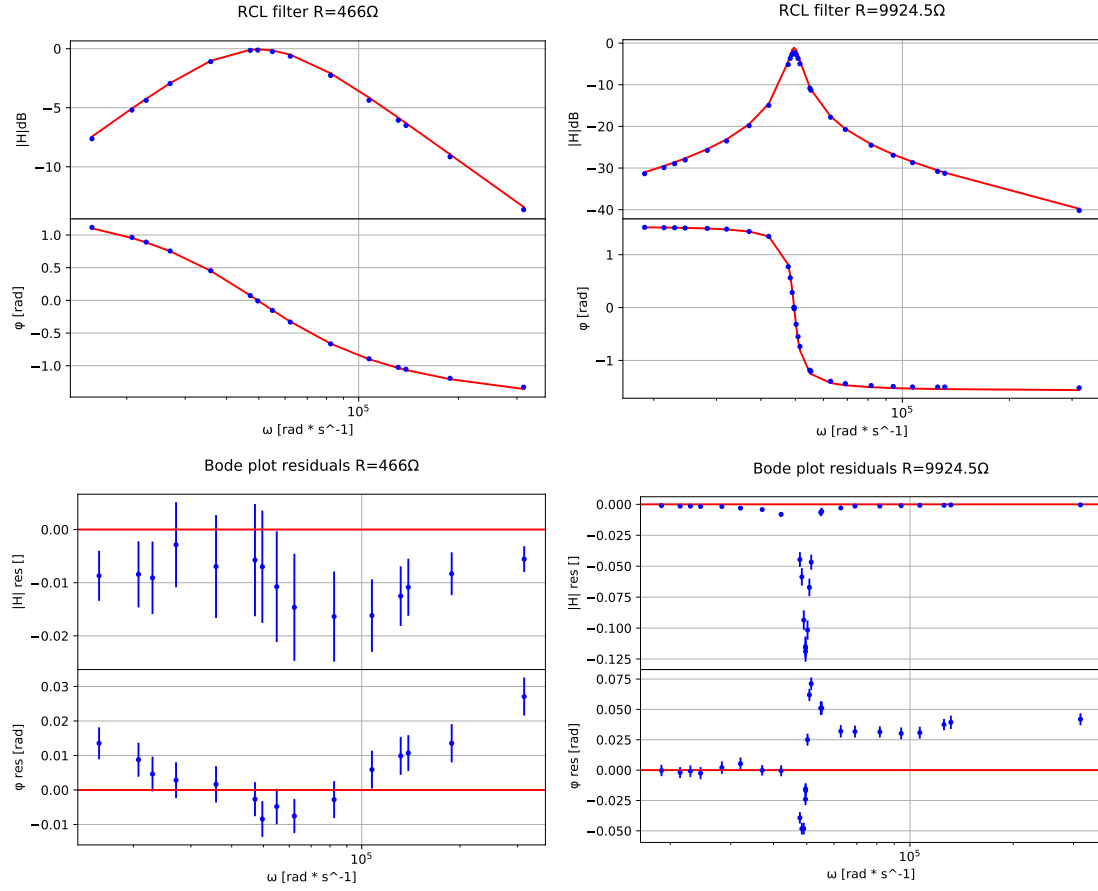 RCL filter R=466Ω
|H|dB
0
−5
−10
φ [rad]
1.0
0.5
0.0
−0.5
−1.0
10^5
ω [rad * s^-1]
RCL filter R=9924.5Ω
|H|dB
0
−10
−20
−30
−40
φ [rad]
1
0
−1
10^5
ω [rad * s^-1]
Bode plot residuals R=466Ω
|H| res []
0.00
−0.01
−0.02
φ res [rad]
0.03
0.02
0.01
0.00
−0.01
10^5
ω [rad * s^-1]
Bode plot residuals R=9924.5Ω
|H| res []
0.000
−0.025
−0.050
−0.075
−0.100
−0.125
φ res [rad]
0.075
0.050
0.025
0.000
−0.025
−0.050
10^5
ω [rad * s^-1]